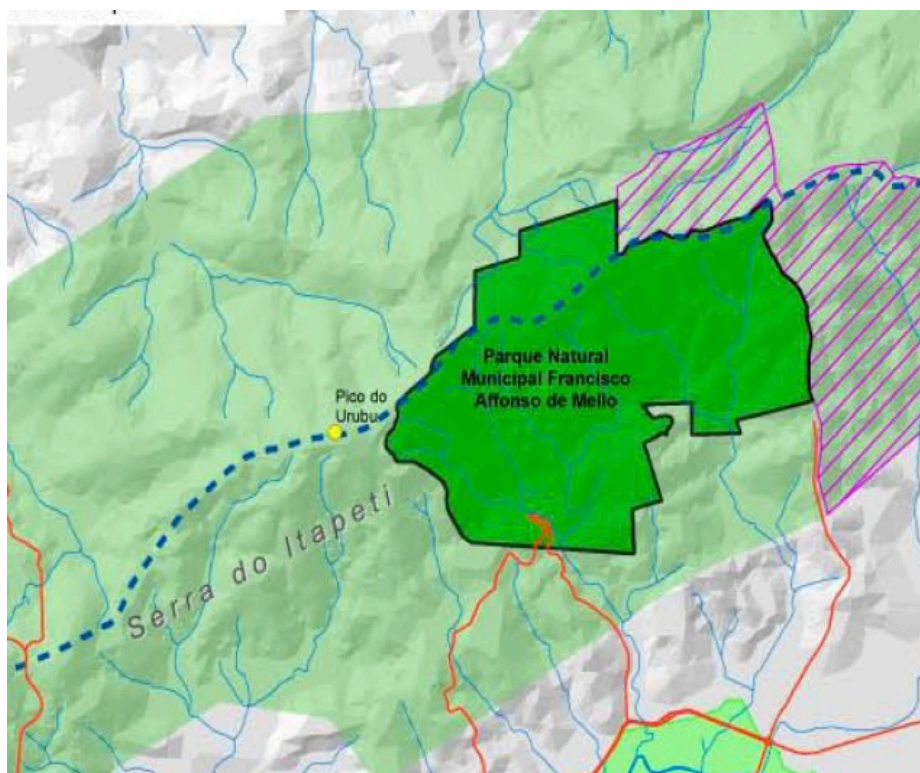 Pico do
Urubu
Parque Natural
Municipal Francisco
Affonso de Mello
Serra do Itapeti